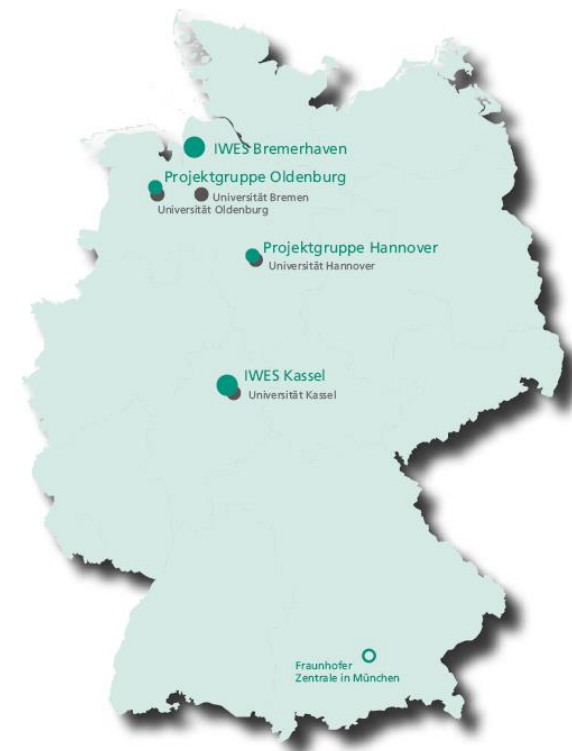 IWES Bremerhaven
Projektgruppe Oldenburg
Universität Bremen
Universität Oldenburg
Projektgruppe Hannover
Universität Hannover
IWES Kassel
Universität Kassel
Fraunhofer
Zentrale in München